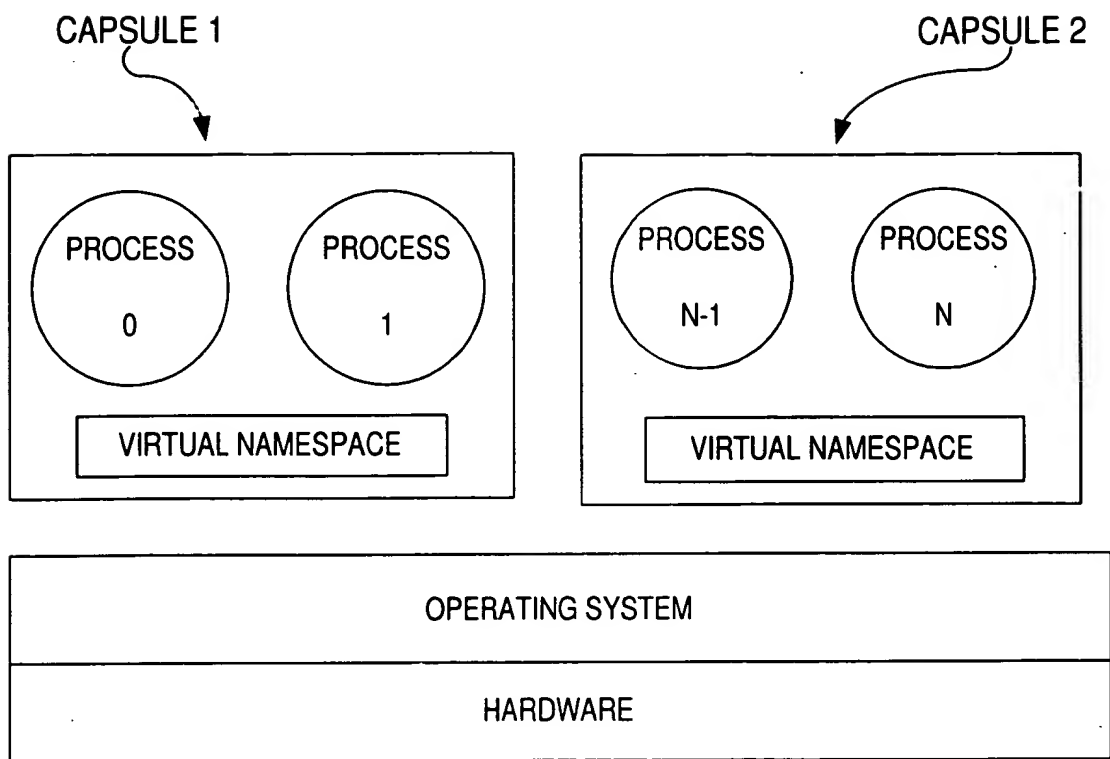 CAPSULE 1
CAPSULE 2
PROCESS
0
PROCESS
1
PROCESS
N-1
PROCESS
N
VIRTUAL NAMESPACE
VIRTUAL NAMESPACE
OPERATING SYSTEM
HARDWARE